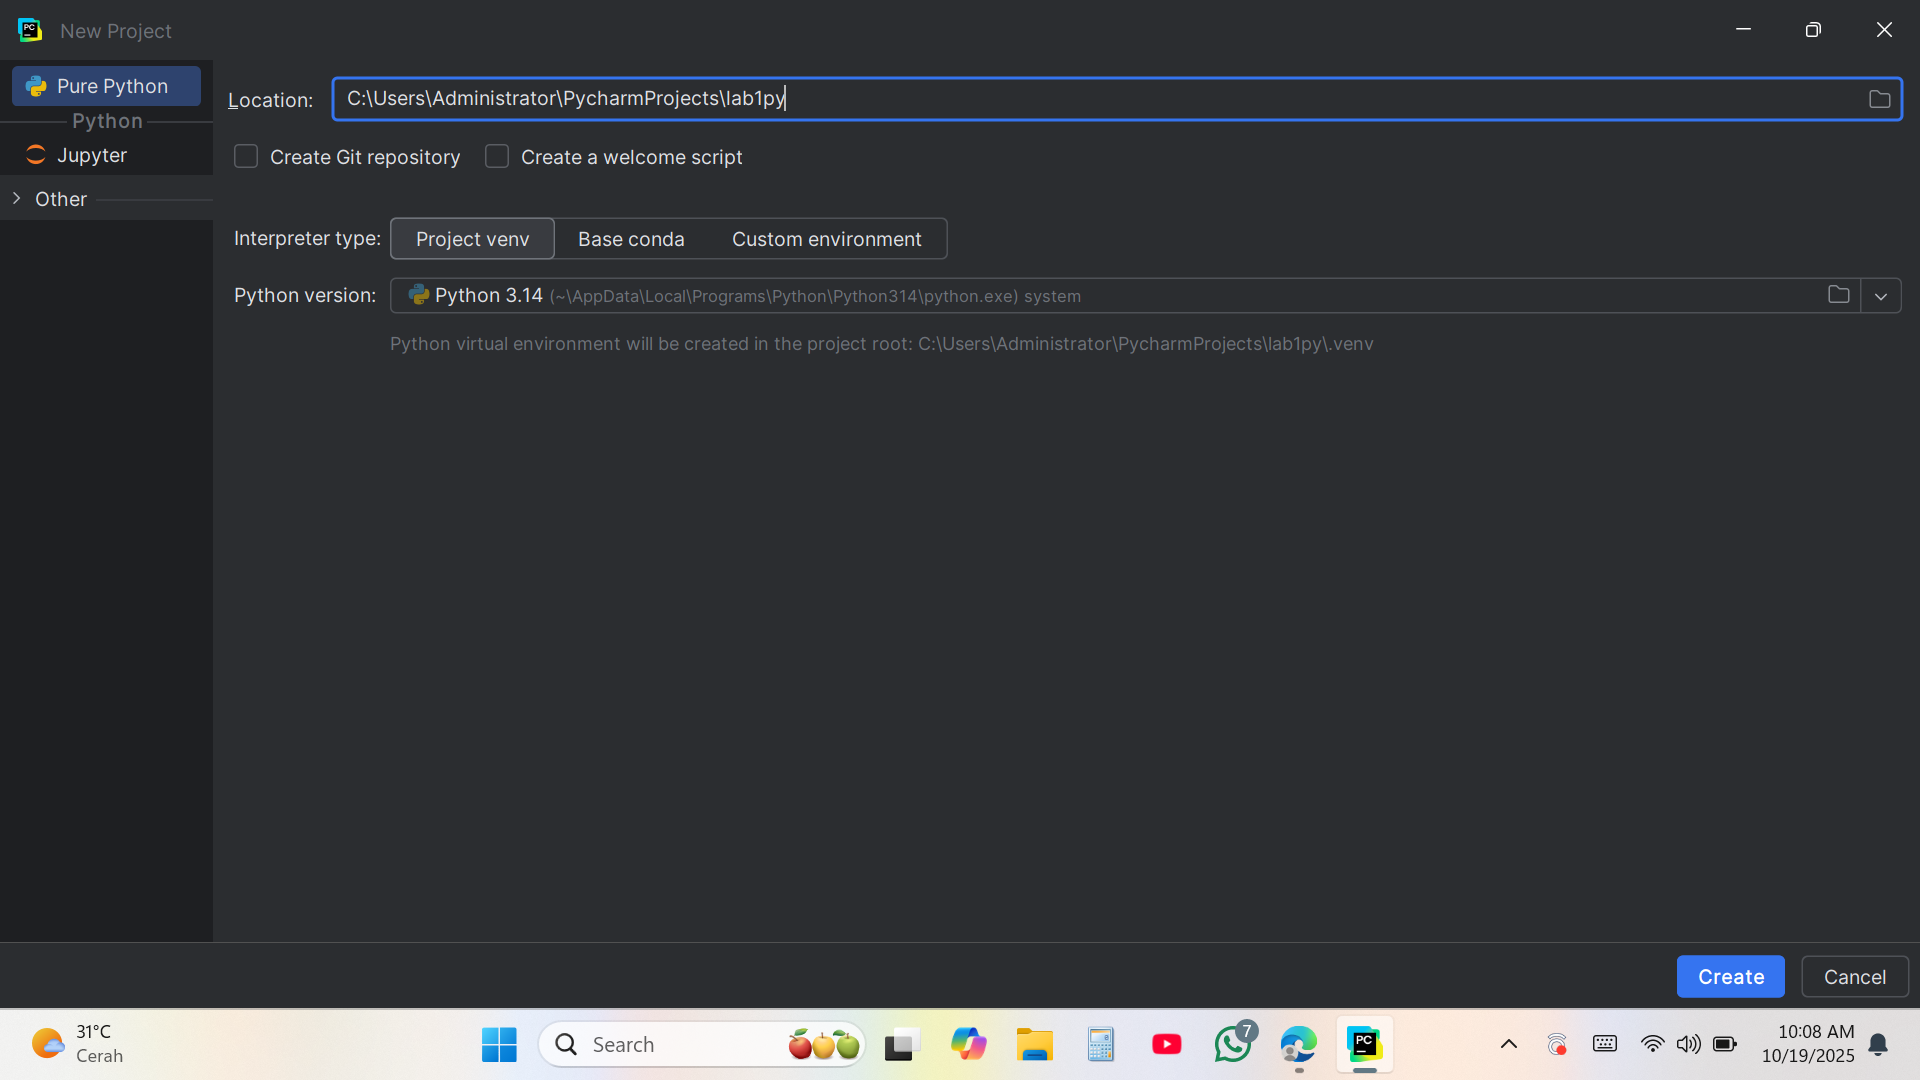 New Project
Pure Python
Python
Jupyter
Other
Location: C:\Users\Administrator\PycharmProjects\lab1py
Create Git repository Create a welcome script
Interpreter type: Project venv Base conda Custom environment
Python version: Python 3.14 (~\AppData\Local\Programs\Python\Python314\python.exe) system
Python virtual environment will be created in the project root: C:\Users\Administrator\PycharmProjects\lab1py\.venv
Create Cancel
31°C
Cerah
Search
7
PC
10:08 AM
10/19/2025